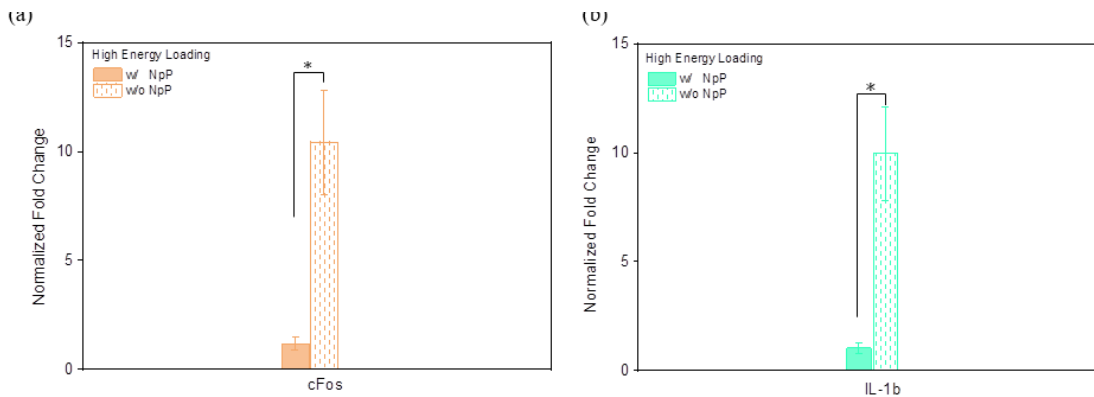 (a)
15
High Energy Loading
w/ NpP
w/o NpP
*
10
5
0
Normalized Fold Change
cFos
(b)
15
High Energy Loading
w/ NpP
w/o NpP
*
10
5
0
Normalized Fold Change
IL-1b